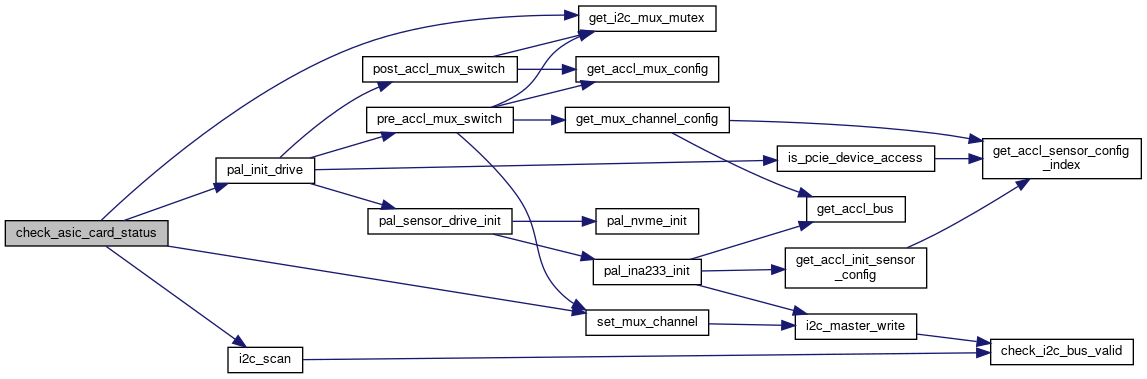 get_i2c_mux_mutex
post_accl_mux_switch
get_accl_mux_config
pre_accl_mux_switch
get_mux_channel_config
get_accl_sensor_config
_index
is_pcie_device_access
pal_init_drive
get_accl_bus
pal_sensor_drive_init
pal_nvme_init
check_asic_card_status
get_accl_init_sensor
_config
pal_ina233_init
set_mux_channel
i2c_master_write
check_i2c_bus_valid
i2c_scan